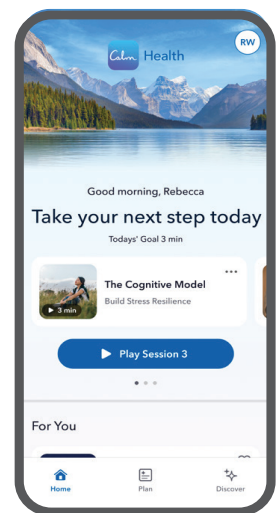 RW
Calm Health
Good morning, Rebecca
Take your next step today
Todays' Goal 3 min
The Cognitive Model
Build Stress Resilience
3 min
Play Session 3
For You
Home Plan Discover